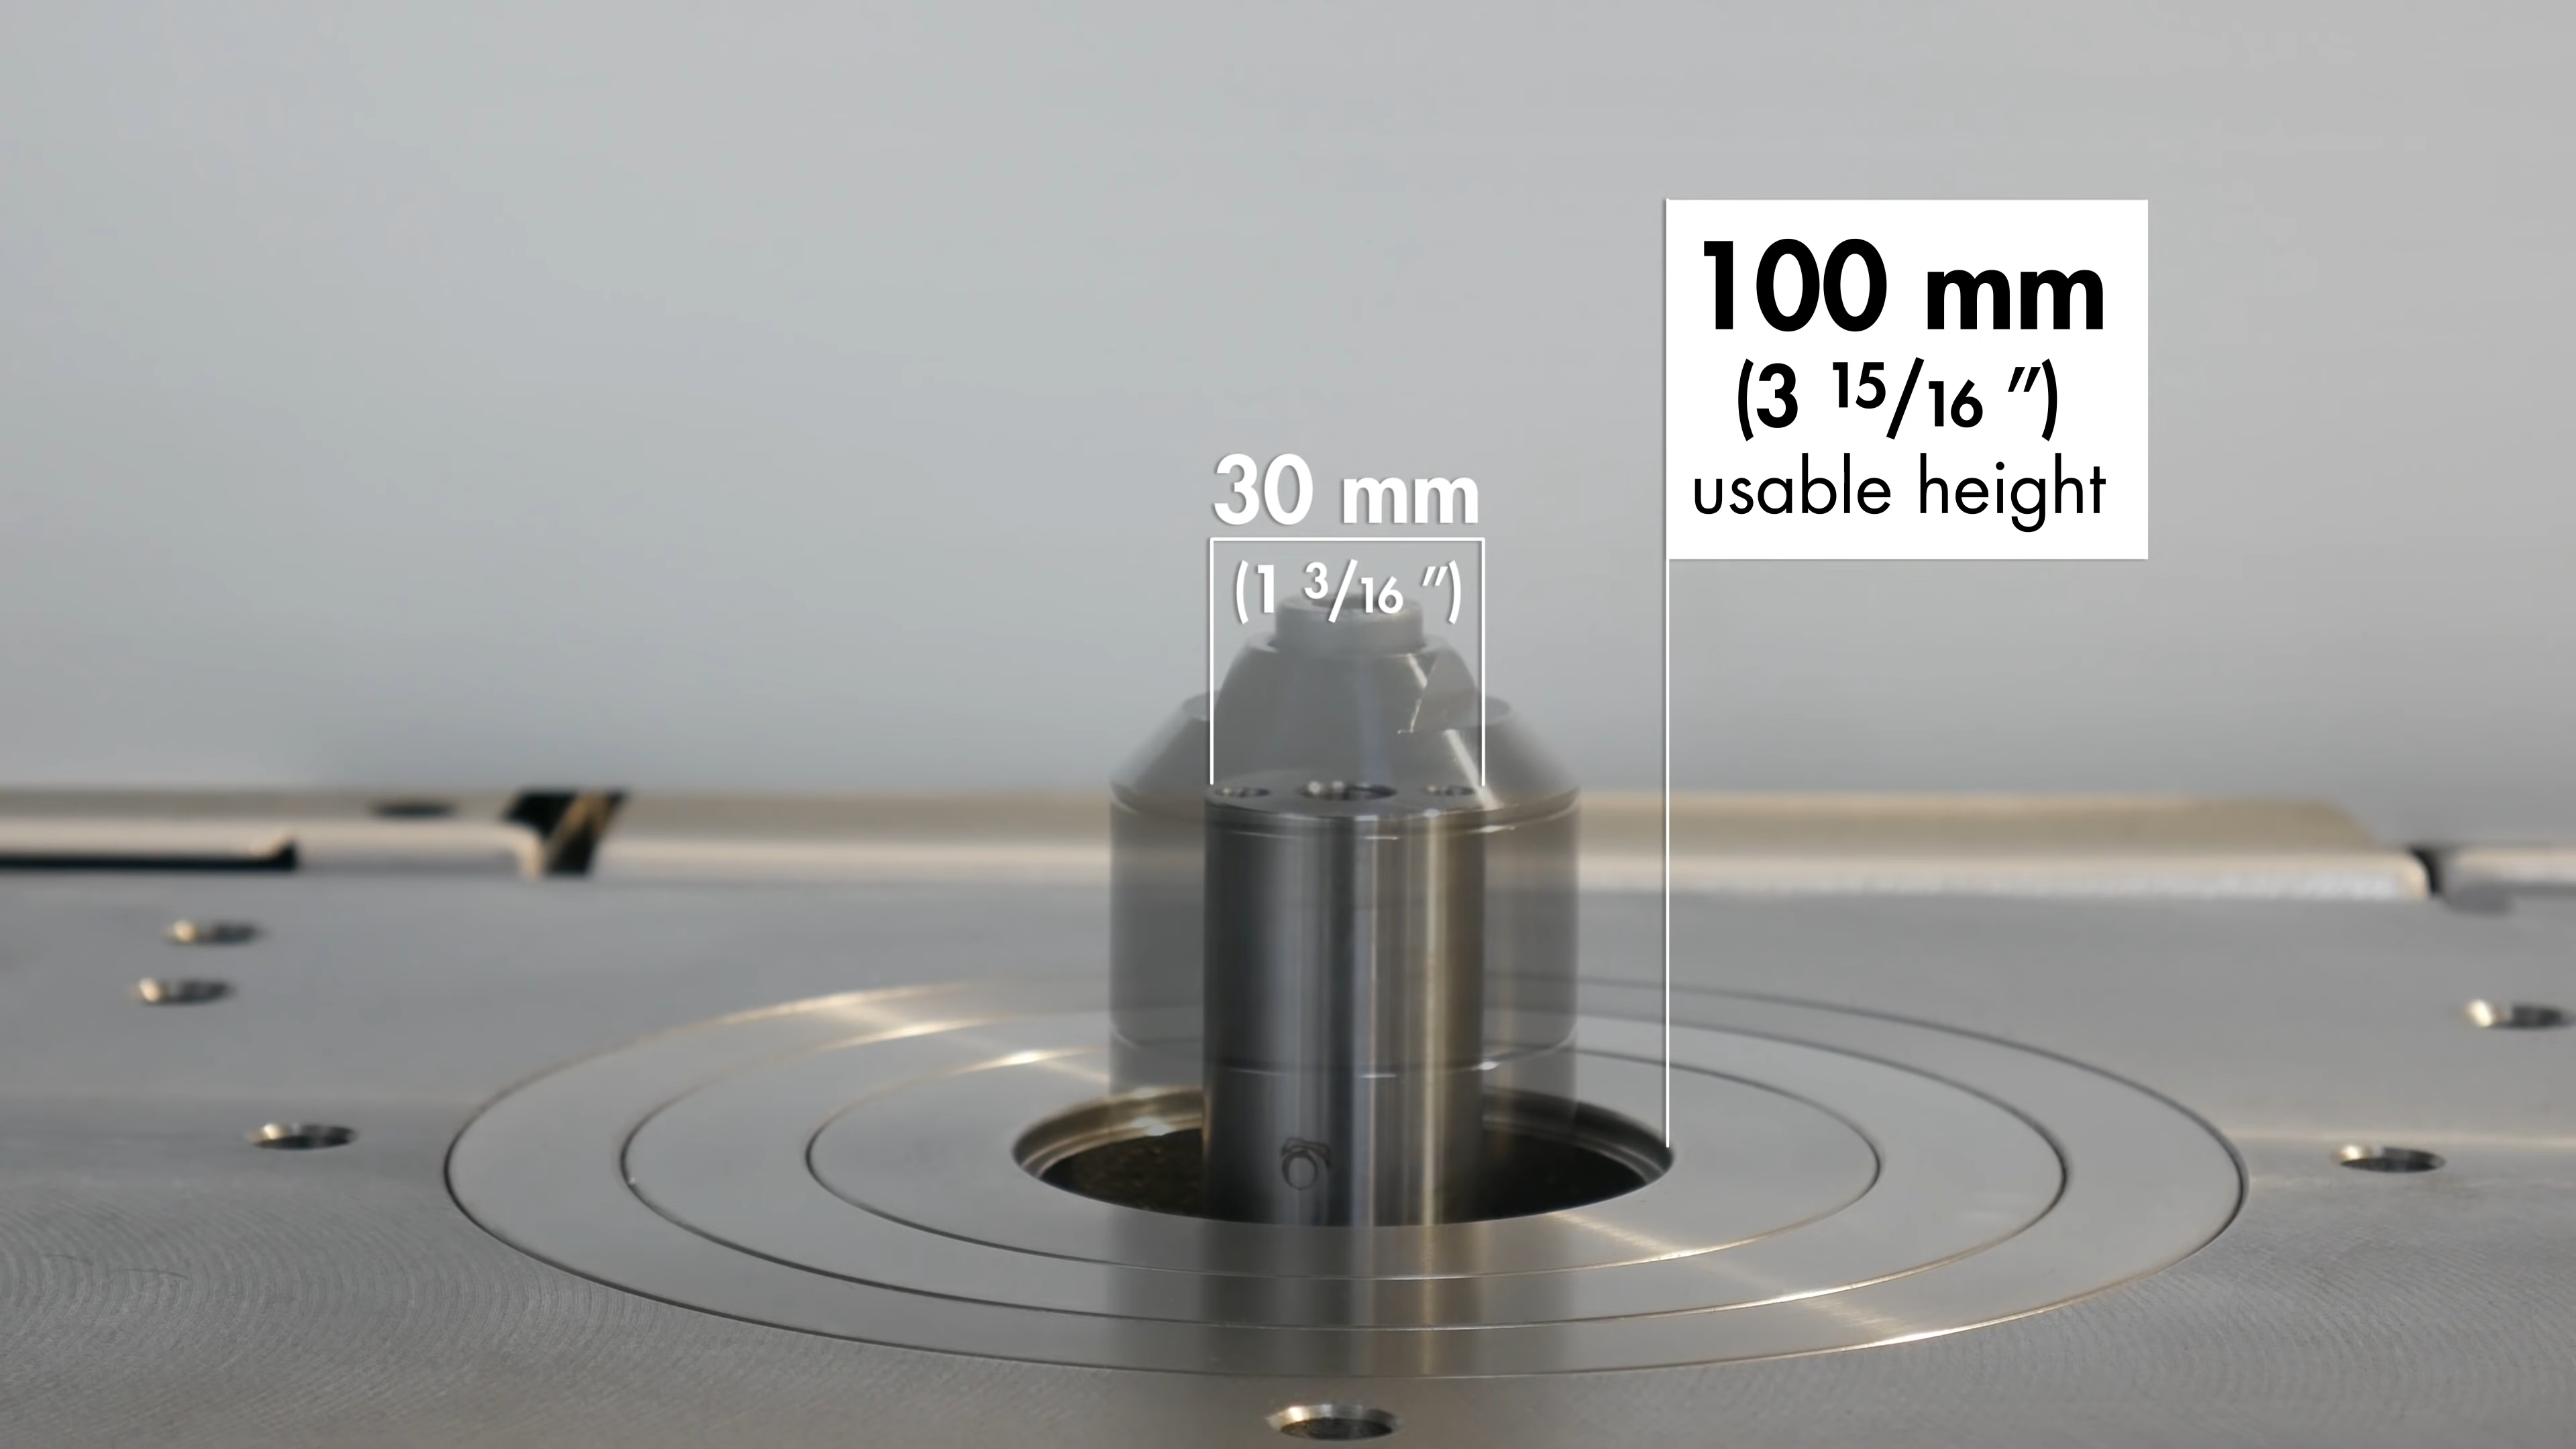 100 mm
(3 15/16 ″)
usable height
30 mm
(1 3/16 ″)